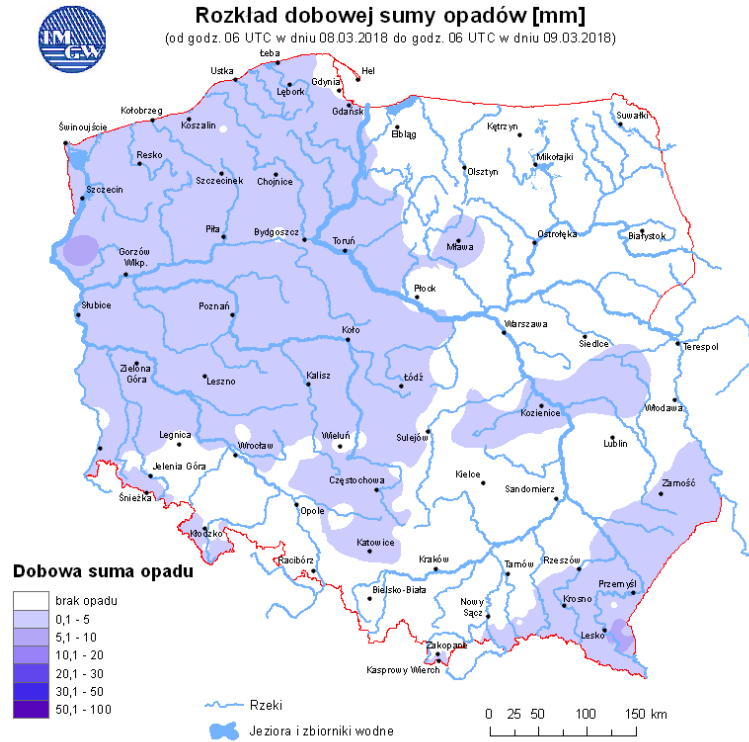 Rozkład dobowej sumy opadów [mm]
(od godz. 06 UTC w dniu 08.03.2018 do godz. 06 UTC w dniu 09.03.2018)
IM
GW
Łeba
Ustka
Hel
Gdynia
Lębork
Gdańsk
Kołobrzeg
Koszalin
Suwałki
Świnoujście
Elbląg
Kętrzyn
Resko
Mikołajki
Olsztyn
Szczecinek
Chojnice
Szczecin
Piła
Bydgoszcz
Toruń
Mława
Ostrołęka
Białystok
Gorzów
Wlkp.
Płock
Słubice
Poznań
Koło
Warszawa
Siedlce
Terespol
Zielona
Góra
Leszno
Kalisz
Łódź
Kozienice
Włodawa
Legnica
Wrocław
Wieluń
Sulejów
Lublin
Jelenia Góra
Śnieżka
Częstochowa
Kielce
Sandomierz
Zamość
Opole
Kłodzko
Katowice
Racibórz
Kraków
Tarnów
Rzeszów
Przemyśl
Bielsko-Biała
Nowy
Sącz
Krosno
Lesko
Zakopane
Kasprowy Wierch
Dobowa suma opadu
brak opadu
0,1 - 5
5,1 - 10
10,1 - 20
20,1 - 30
30,1 - 50
50,1 - 100
Rzeki
Jeziora i zbiorniki wodne
0 25 50 100 150 km